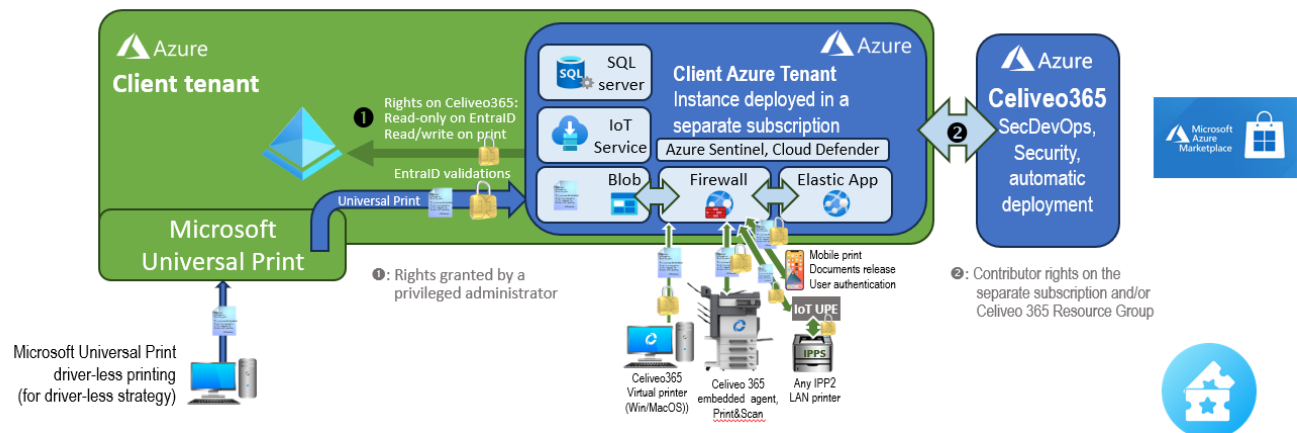 Azure
Client tenant
❶
Rights on Celiveo365:
Read-only on EntraID
Read/write on print
EntraID validations
Universal Print
Microsoft
Universal Print
SQL
SQL
server
IoT
Service
Blob
Azure
Client Azure Tenant
Instance deployed in a
separate subscription
Azure Sentinel, Cloud Defender
Firewall
Elastic App
❷
Azure
Celiveo365
SecDevOps,
Security,
automatic
deployment
Microsoft
Azure
Marketplace
❶: Rights granted by a
privileged administrator
Mobile print
Documents release
User authentication
❷: Contributor rights on the
separate subscription and/or
Celiveo 365 Resource Group
IoT UPE
IPPS
Microsoft Universal Print
driver-less printing
(for driver-less strategy)
Celiveo365
Virtual printer
(Win/MacOS))
Celiveo 365
embedded agent,
Print&Scan
Any IPP2
LAN printer